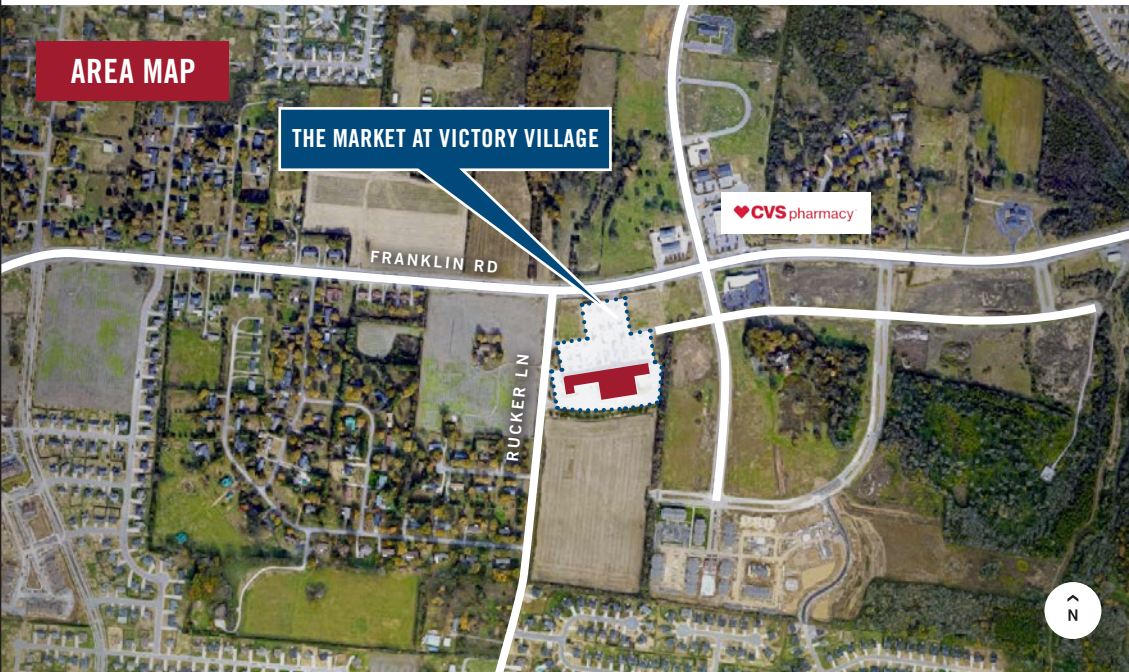 AREA MAP
THE MARKET AT VICTORY VILLAGE
CVS pharmacy
FRANKLIN RD
RUCKER LN
N